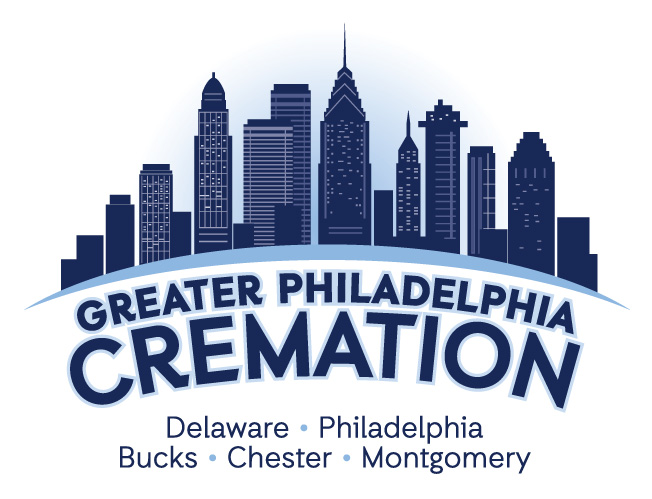 GREATER PHILADELPHIA
CREMATION
Delaware • Philadelphia
Bucks • Chester • Montgomery